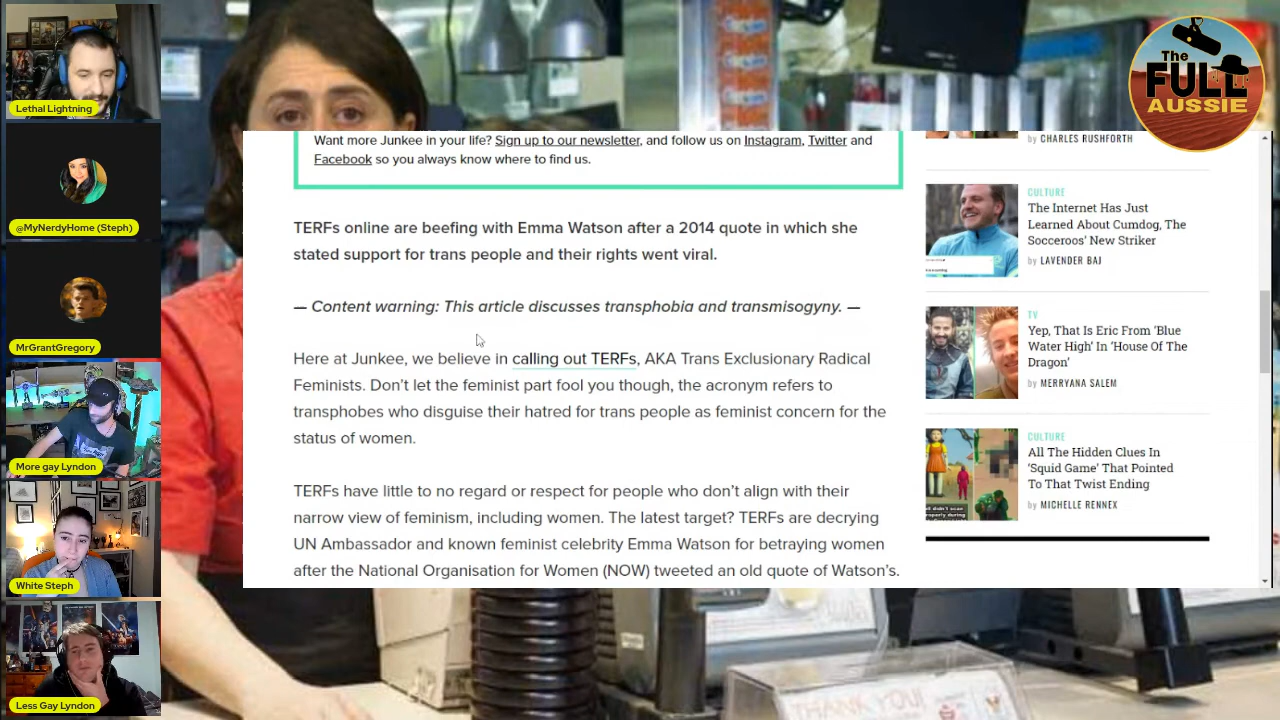 Lethal Lightning
@MyNerdyHome (Steph)
MrGrantGregory
More gay Lyndon
White Steph
Less Gay Lyndon
Want more Junkee in your life? Sign up to our newsletter, and follow us on Instagram, Twitter and
Facebook so you always know where to find us.
TERFs online are beefing with Emma Watson after a 2014 quote in which she
stated support for trans people and their rights went viral.
— Content warning: This article discusses transphobia and transmisogyny. —
Here at Junkee, we believe in calling out TERFs, AKA Trans Exclusionary Radical
Feminists. Don’t let the feminist part fool you though, the acronym refers to
transphobes who disguise their hatred for trans people as feminist concern for the
status of women.
TERFs have little to no regard or respect for people who don’t align with their
narrow view of feminism, including women. The latest target? TERFs are decrying
UN Ambassador and known feminist celebrity Emma Watson for betraying women
after the National Organisation for Women (NOW) tweeted an old quote of Watson’s.
The
FULL
AUSSIE
by CHARLES RUSHFORTH
CULTURE
The Internet Has Just
Learned About Cumdog, The
Socceroos’ New Striker
by LAVENDER BAJ
TV
Yep, That Is Eric From ‘Blue
Water High’ In ‘House Of The
Dragon’
by MERRYANA SALEM
CULTURE
All The Hidden Clues In
‘Squid Game’ That Pointed
To That Twist Ending
by MICHELLE RENNEX
THANK YOU